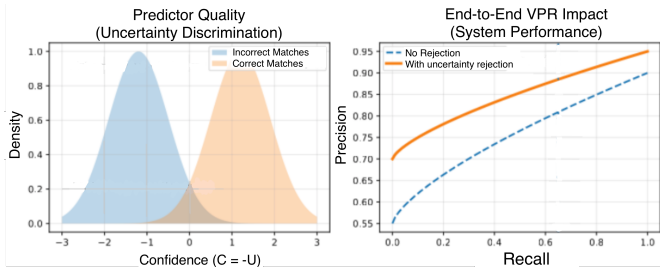 Predictor Quality
(Uncertainty Discrimination)
Incorrect Matches
Correct Matches
1.0
0.8
0.6
0.4
0.2
0.0
Density
−3
−2
−1
0
1
2
3
Confidence (C = -U)
End-to-End VPR Impact
(System Performance)
No Rejection
With uncertainty rejection
0.95
0.90
0.85
0.80
0.75
0.70
0.65
0.60
0.55
Precision
0.0
0.2
0.4
0.6
0.8
1.0
Recall